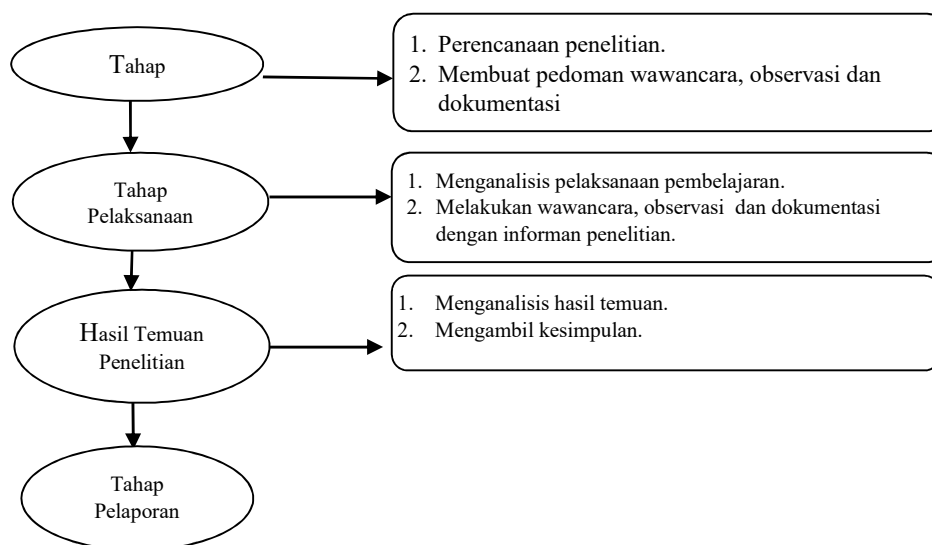 Tahap
1. Perencanaan penelitian.
2. Membuat pedoman wawancara, observasi dan
dokumentasi
Tahap
Pelaksanaan
1. Menganalisis pelaksanaan pembelajaran.
2. Melakukan wawancara, observasi dan dokumentasi
dengan informan penelitian.
Hasil Temuan
Penelitian
1. Menganalisis hasil temuan.
2. Mengambil kesimpulan.
Tahap
Pelaporan